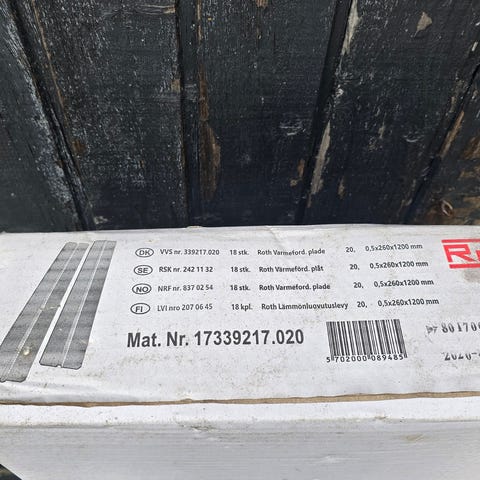 DK VVS nr. 339217.020 18 stk. Roth Varmeford. plade 20, 0,5x260x1200 mm
SE RSK nr. 242 11 32 18 stk. Roth Värmeförd. plåt 20, 0,5x260x1200 mm
NO NRF nr. 837 02 54 18 stk. Roth Varmeford. plade 20, 0,5x260x1200 mm
FI LVI nro 207 06 45 18 kpl. Roth Lämmönluovutuslevy 20, 0,5x260x1200 mm
Mat. Nr. 17339217.020
5702000089485